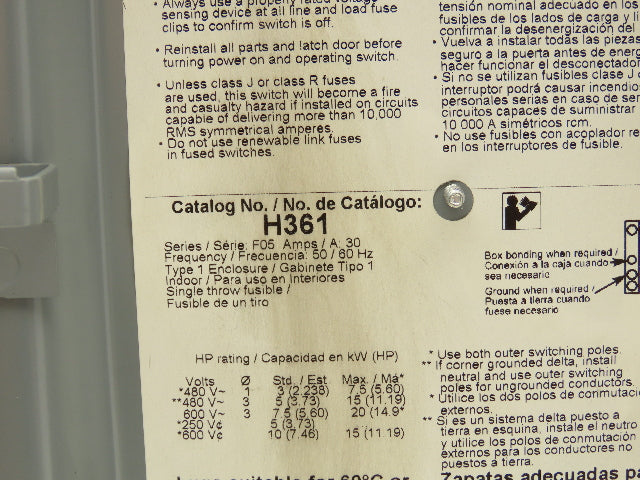 Always use a properly rated voltage
sensing device at all line and load fuse
clips to confirm switch is off.
• Reinstall all parts and latch door before
turning power on and operating switch.
• Unless class J or class R fuses
are used, this switch will become a fire
and casualty hazard if installed on circuits
capable of delivering more than 10,000
RMS symmetrical amperes.
• Do not use renewable link fuses
in fused switches.
tensión nominal adecuado en los
fusibles de los lados de carga y lí
confirmar la desenergización del
• Vuelva a instalar todas las piezas
seguro a la puerta antes de energ
hacer funcionar el desconectador
• Si no se utilizan fusibles clase J o
interruptor podrá causar incendio
personales serias en caso de ser
circuitos capaces de suministrar
10 000 A simétricos rcm.
• No use fusibles con acoplador re
en los interruptores de fusible.
Catalog No. / No. de Catálogo:
H361
Series / Série: F05 Amps / A: 30
Frequency / Frecuencia: 50 / 60 Hz
Type 1 Enclosure / Gabinete Tipo 1
Indoor / Para uso en Interiores
Single throw fusible /
Fusible de un tiro
Box bonding when required /
Conexión a la caja cuando
sea necesario
Ground when required /
Puesta a tierra cuando
fuese necesario
HP rating / Capacidad en kW (HP)
Volts Ø Std. / Est Max. / Má*
*480 V~ 1 3 (2.238) 7.5 (5.60)
**480 V~ 3 5 (3.73) 15 (11.19)
600 V~ 3 7.5 (5.60) 20 (14.9*
*250 V¢ 5 (3.73)
*600 V¢ 10 (7.46) 15 (11.19)
* Use both outer switching poles
** If corner grounded delta, install
neutral and use outer switching
poles for ungrounded conductors.
* Utilice los dos polos de conmutació
externos.
** Si es un sistema delta puesto a
tierra en esquina, instale el neutro
y utilice los polos de conmutación
externos para los conductores no
puestos a tierra.
suitable for 60°C or
Zapatas adecuadas pa